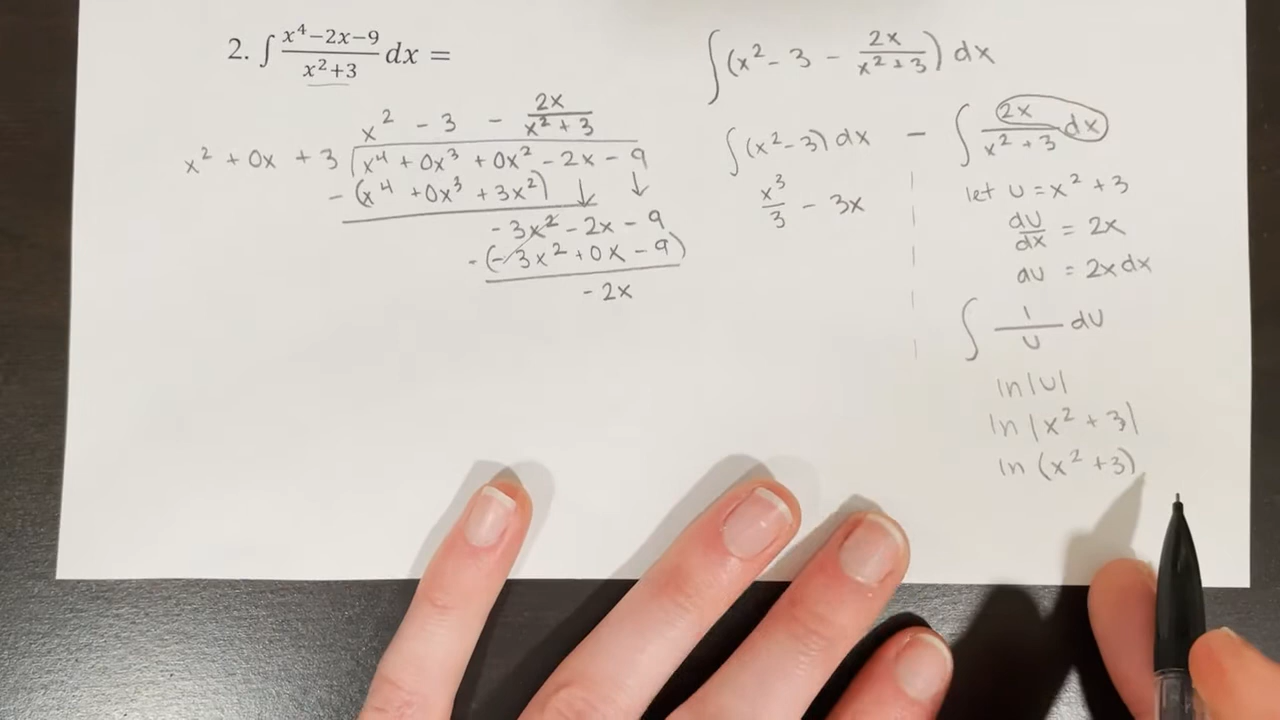 2. ∫ (x⁴−2x−9)/(x²+3) dx =
x² - 3 - 2x/(x² + 3)
x² + 0x + 3 ) x⁴ + 0x³ + 0x² - 2x - 9
- (x⁴ + 0x³ + 3x²) ↓ ↓
- 3x² - 2x - 9
- (- 3x² + 0x - 9)
- 2x
∫ (x² - 3 - 2x/(x² + 3)) dx
∫ (x² - 3) dx - ∫ 2x/(x² + 3) dx
x³/3 - 3x
let u = x² + 3
du/dx = 2x
du = 2x dx
∫ 1/u du
ln |u|
ln |x² + 3|
ln (x² + 3)